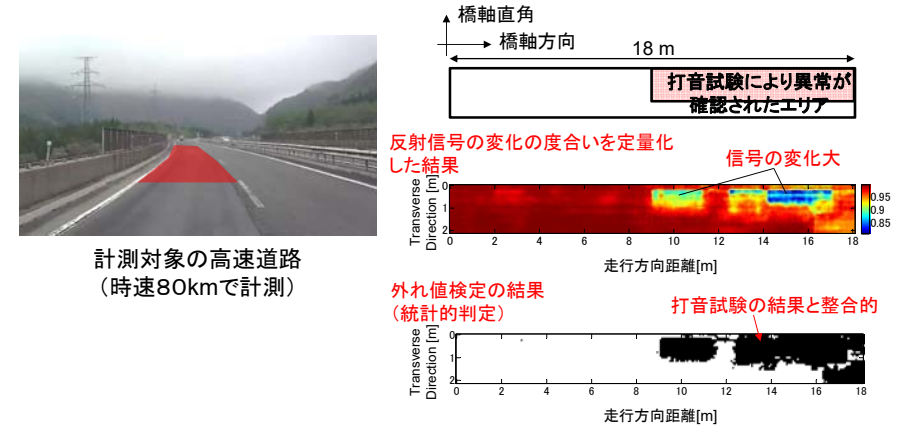 計測対象の高速道路
（時速80kmで計測）
橋軸直角
橋軸方向
18 m
打音試験により異常が
確認されたエリア
反射信号の変化の度合いを定量化
した結果
信号の変化大
Transverse
Direction [m]
0
1
2
0 2 4 6 8 10 12 14 16 18
0.95
0.9
0.85
走行方向距離[m]
外れ値検定の結果
（統計的判定）
打音試験の結果と整合的
Transverse
Direction [m]
0
1
2
0 2 4 6 8 10 12 14 16 18
走行方向距離[m]